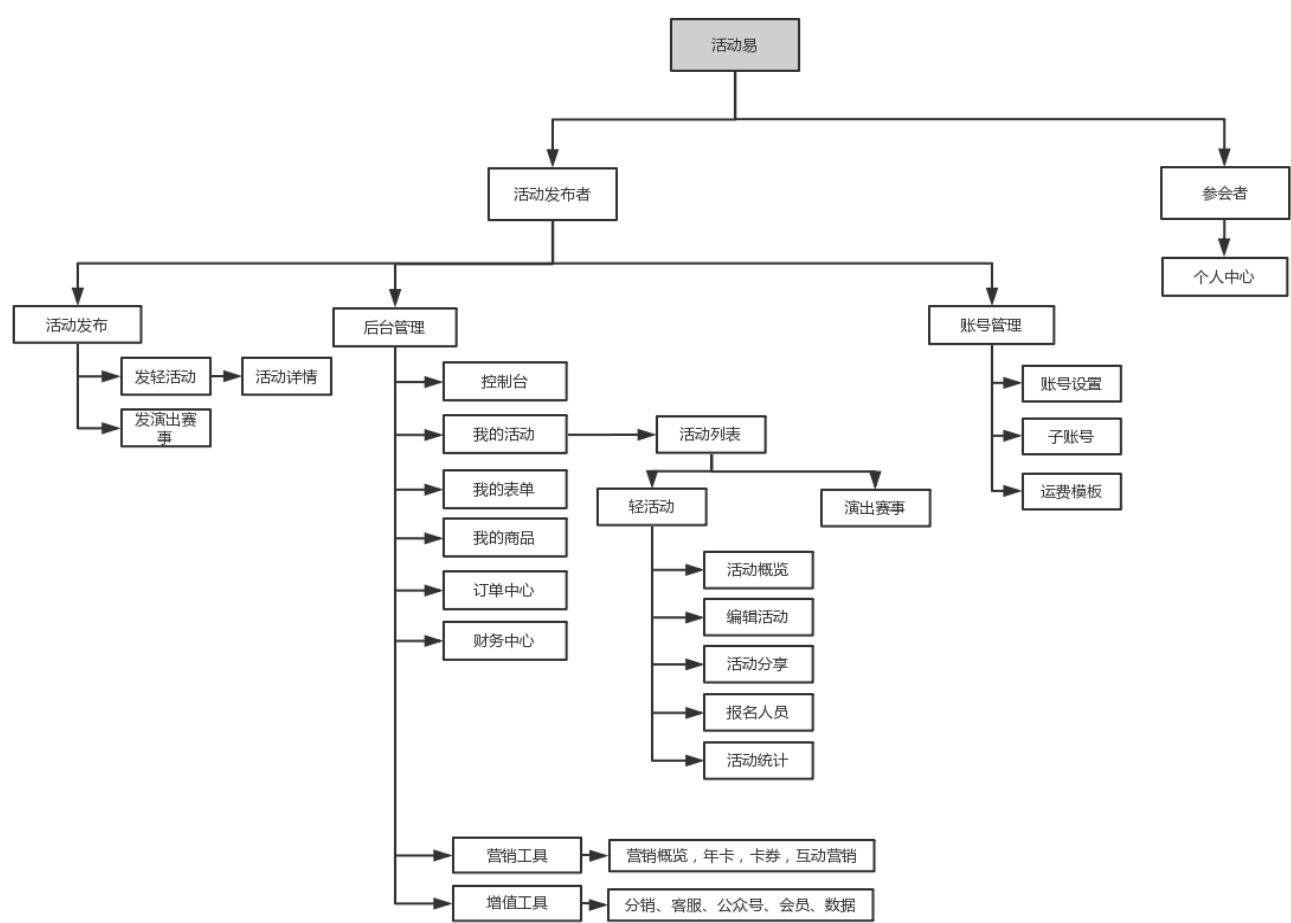 活动易
活动发布者
参会者
个人中心
活动发布
后台管理
账号管理
发轻活动
活动详情
发演出赛
事
控制台
我的活动
活动列表
轻活动
演出赛事
活动概览
编辑活动
活动分享
报名人员
活动统计
我的表单
我的商品
订单中心
财务中心
营销工具
营销概览，年卡，卡券，互动营销
增值工具
分销、客服、公众号、会员、数据
账号设置
子账号
运费模板